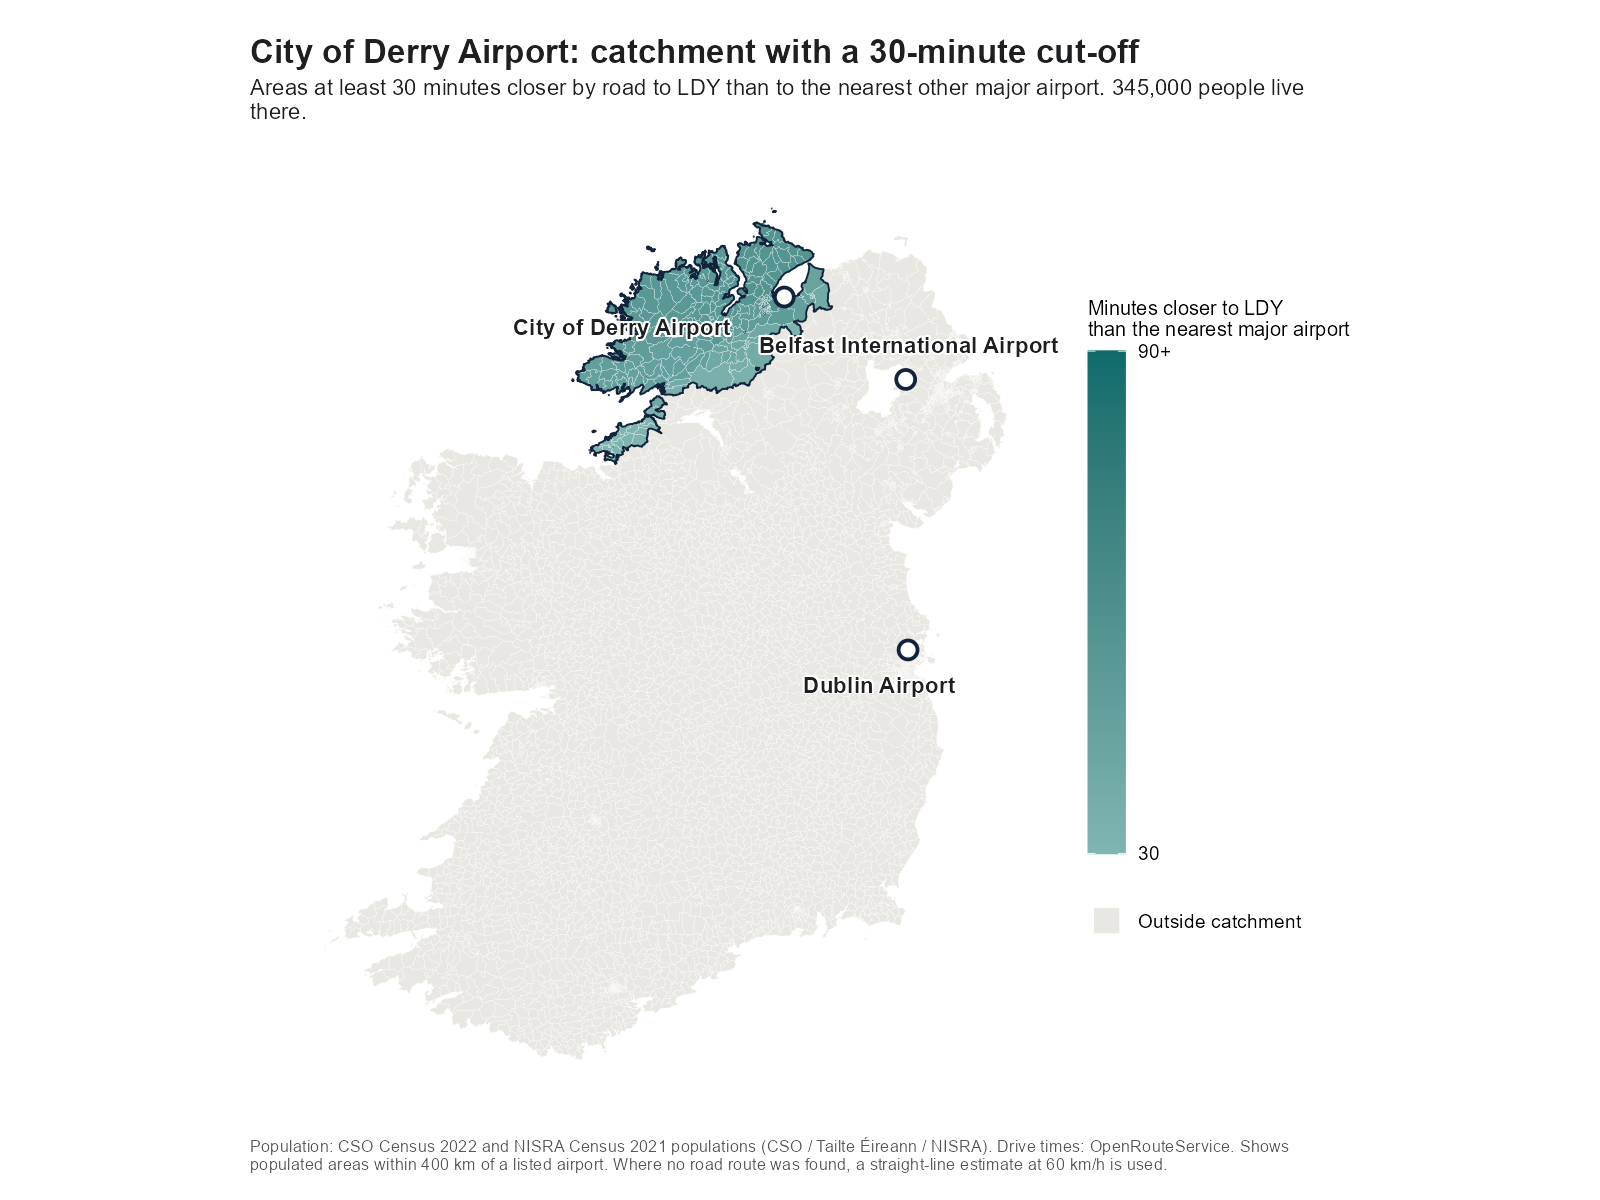 City of Derry Airport: catchment with a 30-minute cut-off
Areas at least 30 minutes closer by road to LDY than to the nearest other major airport. 345,000 people live
there.
City of Derry Airport
Belfast International Airport
Dublin Airport
Minutes closer to LDY
than the nearest major airport
90+
30
Outside catchment
Population: CSO Census 2022 and NISRA Census 2021 populations (CSO / Tailte Éireann / NISRA). Drive times: OpenRouteService. Shows
populated areas within 400 km of a listed airport. Where no road route was found, a straight-line estimate at 60 km/h is used.